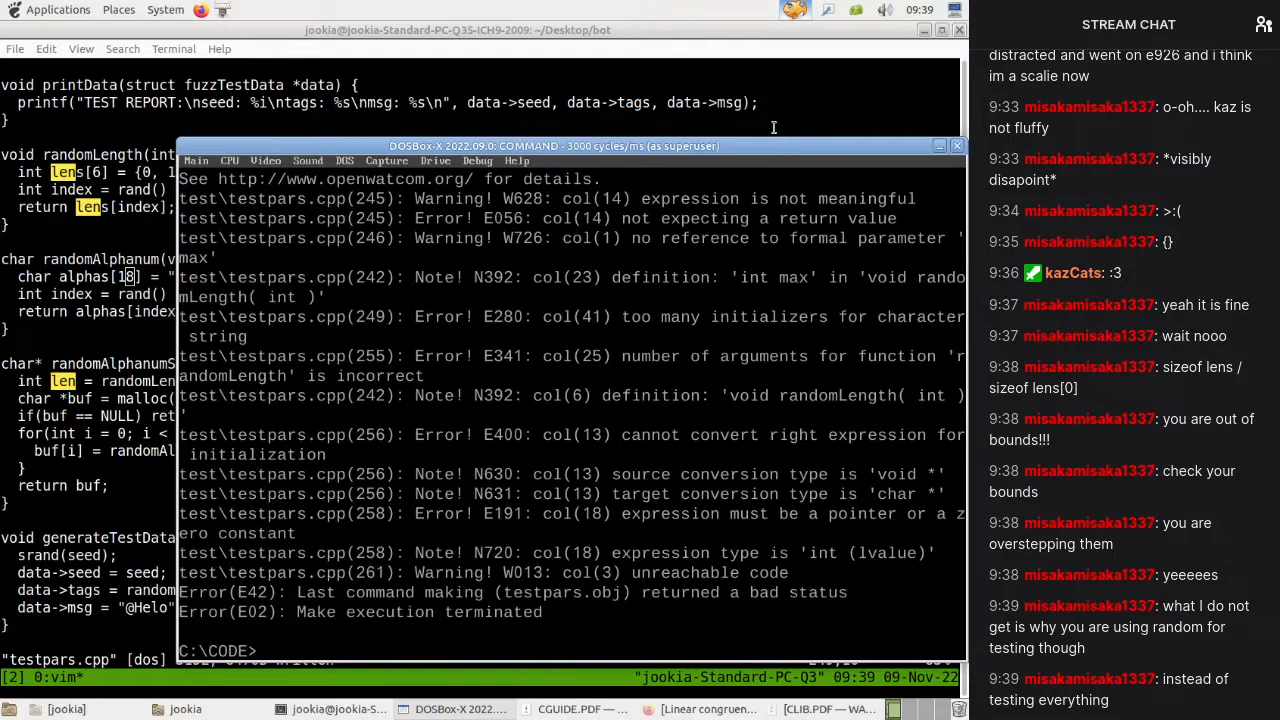 Applications Places System 09:39
jookia@jookia-Standard-PC-Q35-ICH9-2009: ~/Desktop/bot
File Edit View Search Terminal Help
void printData(struct fuzzTestData *data) {
printf("TEST REPORT:\nseed: %i\ntags: %s\nmsg: %s\n", data->seed, data->tags, data->msg);
}
void randomLength(int
int lens[6] = {0, 1
int index = rand()
return lens[index];
}
char randomAlphanum(v
char alphas[18] = "
int index = rand()
return alphas[index
}
char* randomAlphanumS
int len = randomLen
char *buf = malloc(
if(buf == NULL) ret
for(int i = 0; i <
buf[i] = randomAl
}
return buf;
}
void generateTestData
srand(seed);
data->seed = seed;
data->tags = random
data->msg = "@Helo"
}
"testpars.cpp" [dos]
[2] 0:vim* "jookia-Standard-PC-Q3" 09:39 09-Nov-22
DOSBox-X 2022.09.0: COMMAND - 3000 cycles/ms (as superuser)
Main CPU Video Sound DOS Capture Drive Debug Help
See http://www.openwatcom.org/ for details.
test\testpars.cpp(245): Warning! W628: col(14) expression is not meaningful
test\testpars.cpp(245): Error! E056: col(14) not expecting a return value
test\testpars.cpp(246): Warning! W726: col(1) no reference to formal parameter '
max'
test\testpars.cpp(242): Note! N392: col(23) definition: 'int max' in 'void rando
mLength( int )'
test\testpars.cpp(249): Error! E280: col(41) too many initializers for character
string
test\testpars.cpp(255): Error! E341: col(25) number of arguments for function 'r
andomLength' is incorrect
test\testpars.cpp(242): Note! N392: col(6) definition: 'void randomLength( int )
'
test\testpars.cpp(256): Error! E400: col(13) cannot convert right expression for
initialization
test\testpars.cpp(256): Note! N630: col(13) source conversion type is 'void *'
test\testpars.cpp(256): Note! N631: col(13) target conversion type is 'char *'
test\testpars.cpp(258): Error! E191: col(18) expression must be a pointer or a z
ero constant
test\testpars.cpp(258): Note! N720: col(18) expression type is 'int (lvalue)'
test\testpars.cpp(261): Warning! W013: col(3) unreachable code
Error(E42): Last command making (testpars.obj) returned a bad status
Error(E02): Make execution terminated
C:\CODE>
[jookia] jookia jookia@jookia-S... DOSBox-X 2022.... CGUIDE.PDF —... [Linear congruen... [CLIB.PDF — WA...
STREAM CHAT
distracted and went on e926 and i think
im a scalie now
9:33 misakamisaka1337: o-oh.... kaz is
not fluffy
9:33 misakamisaka1337: *visibly
disapoint*
9:34 misakamisaka1337: >:(
9:35 misakamisaka1337: {}
9:36 kazCats: :3
9:37 misakamisaka1337: yeah it is fine
9:37 misakamisaka1337: wait nooo
9:38 misakamisaka1337: sizeof lens /
sizeof lens[0]
9:38 misakamisaka1337: you are out of
bounds!!!
9:38 misakamisaka1337: check your
bounds
9:38 misakamisaka1337: you are
overstepping them
9:38 misakamisaka1337: yeeeees
9:39 misakamisaka1337: what I do not
get is why you are using random for
testing though
9:39 misakamisaka1337: instead of
testing everything